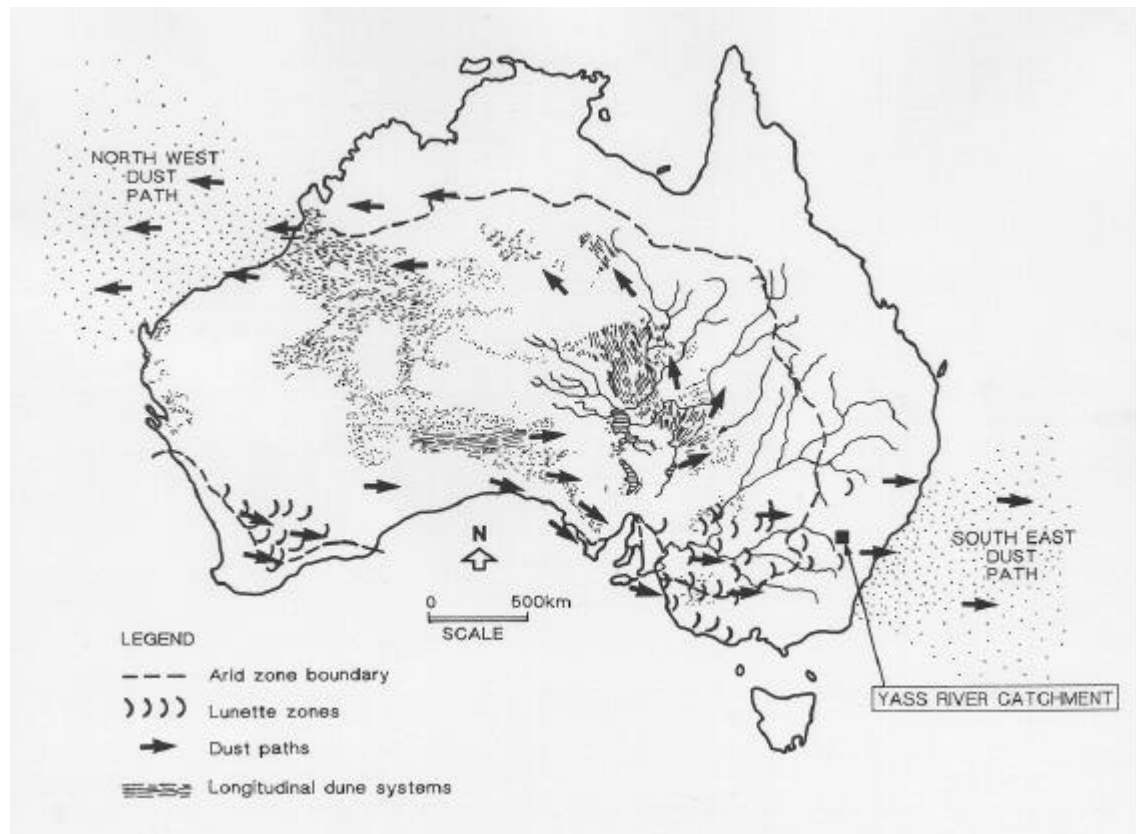 NORTH WEST
DUST
PATH
N
0 500km
SCALE
SOUTH EAST
DUST
PATH
YASS RIVER CATCHMENT
LEGEND
Arid zone boundary
Lunette zones
Dust paths
Longitudinal dune systems